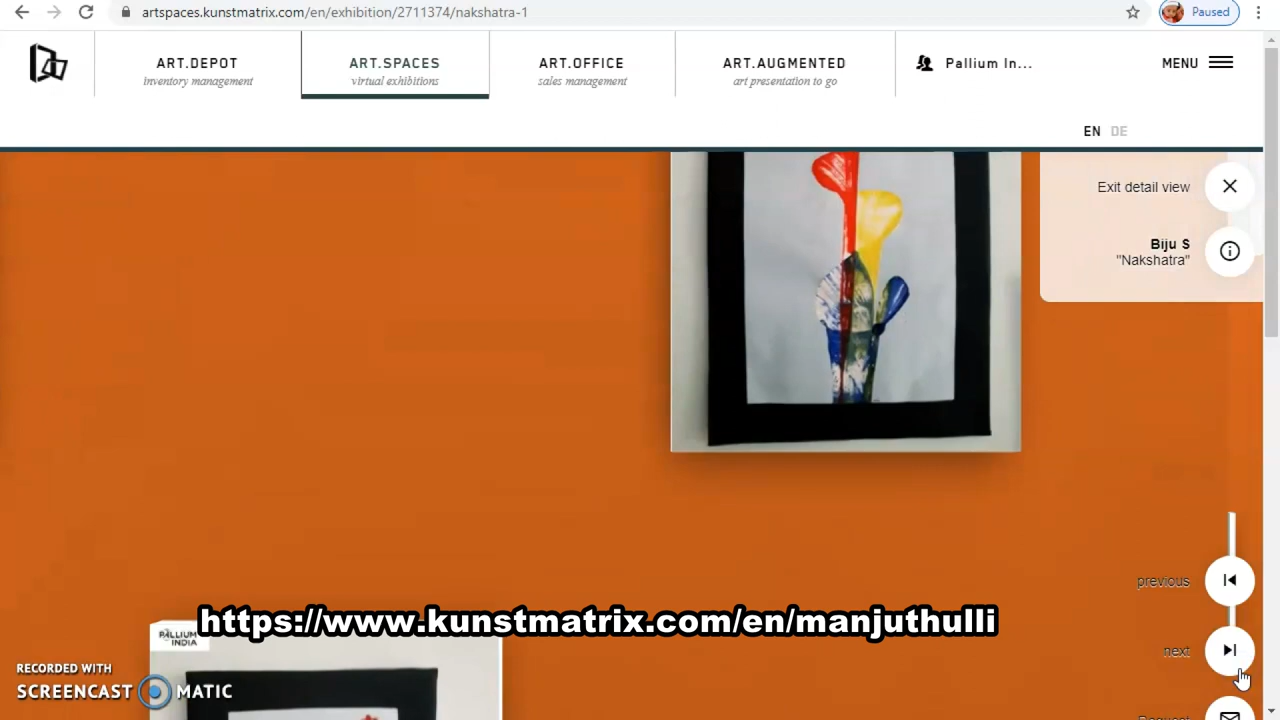 artspaces.kunstmatrix.com/en/exhibition/2711374/nakshatra-1
Paused
ART.DEPOT
inventory management
ART.SPACES
virtual exhibitions
ART.OFFICE
sales management
ART.AUGMENTED
art presentation to go
Pallium In...
MENU
EN DE
Exit detail view
Biju S
"Nakshatra"
previous
https://www.kunstmatrix.com/en/manjuthulli
PALLIUM
INDIA
next
RECORDED WITH
SCREENCAST MATIC
Request